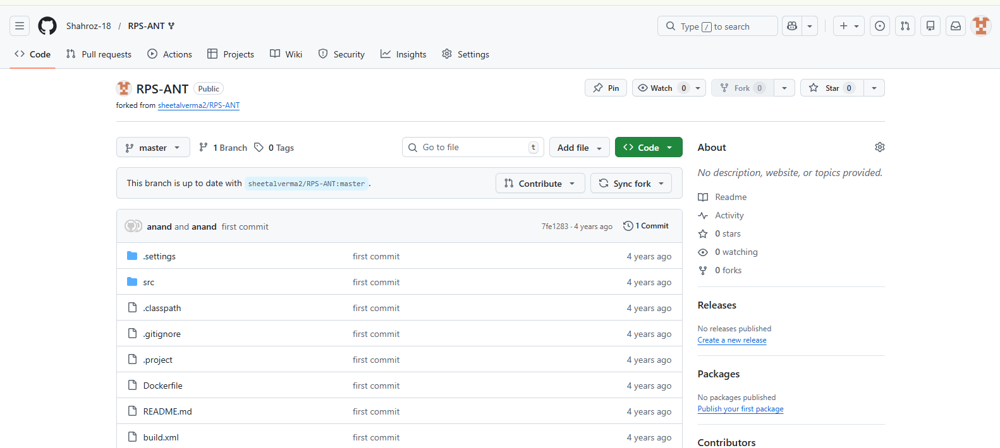 Shahroz-18 / RPS-ANT
Type / to search
Code Pull requests Actions Projects Wiki Security Insights Settings
RPS-ANT Public
forked from sheetalverma2/RPS-ANT
Pin Watch 0 Fork 0 Star 0
master 1 Branch 0 Tags
Go to file t Add file Code
This branch is up to date with sheetalverma2/RPS-ANT:master .
Contribute Sync fork
anand and anand first commit 7fe1283 · 4 years ago 1 Commit
.settings first commit 4 years ago
src first commit 4 years ago
.classpath first commit 4 years ago
.gitignore first commit 4 years ago
.project first commit 4 years ago
Dockerfile first commit 4 years ago
README.md first commit 4 years ago
build.xml first commit 4 years ago
About
No description, website, or topics provided.
Readme
Activity
0 stars
0 watching
0 forks
Releases
No releases published
Create a new release
Packages
No packages published
Publish your first package
Contributors